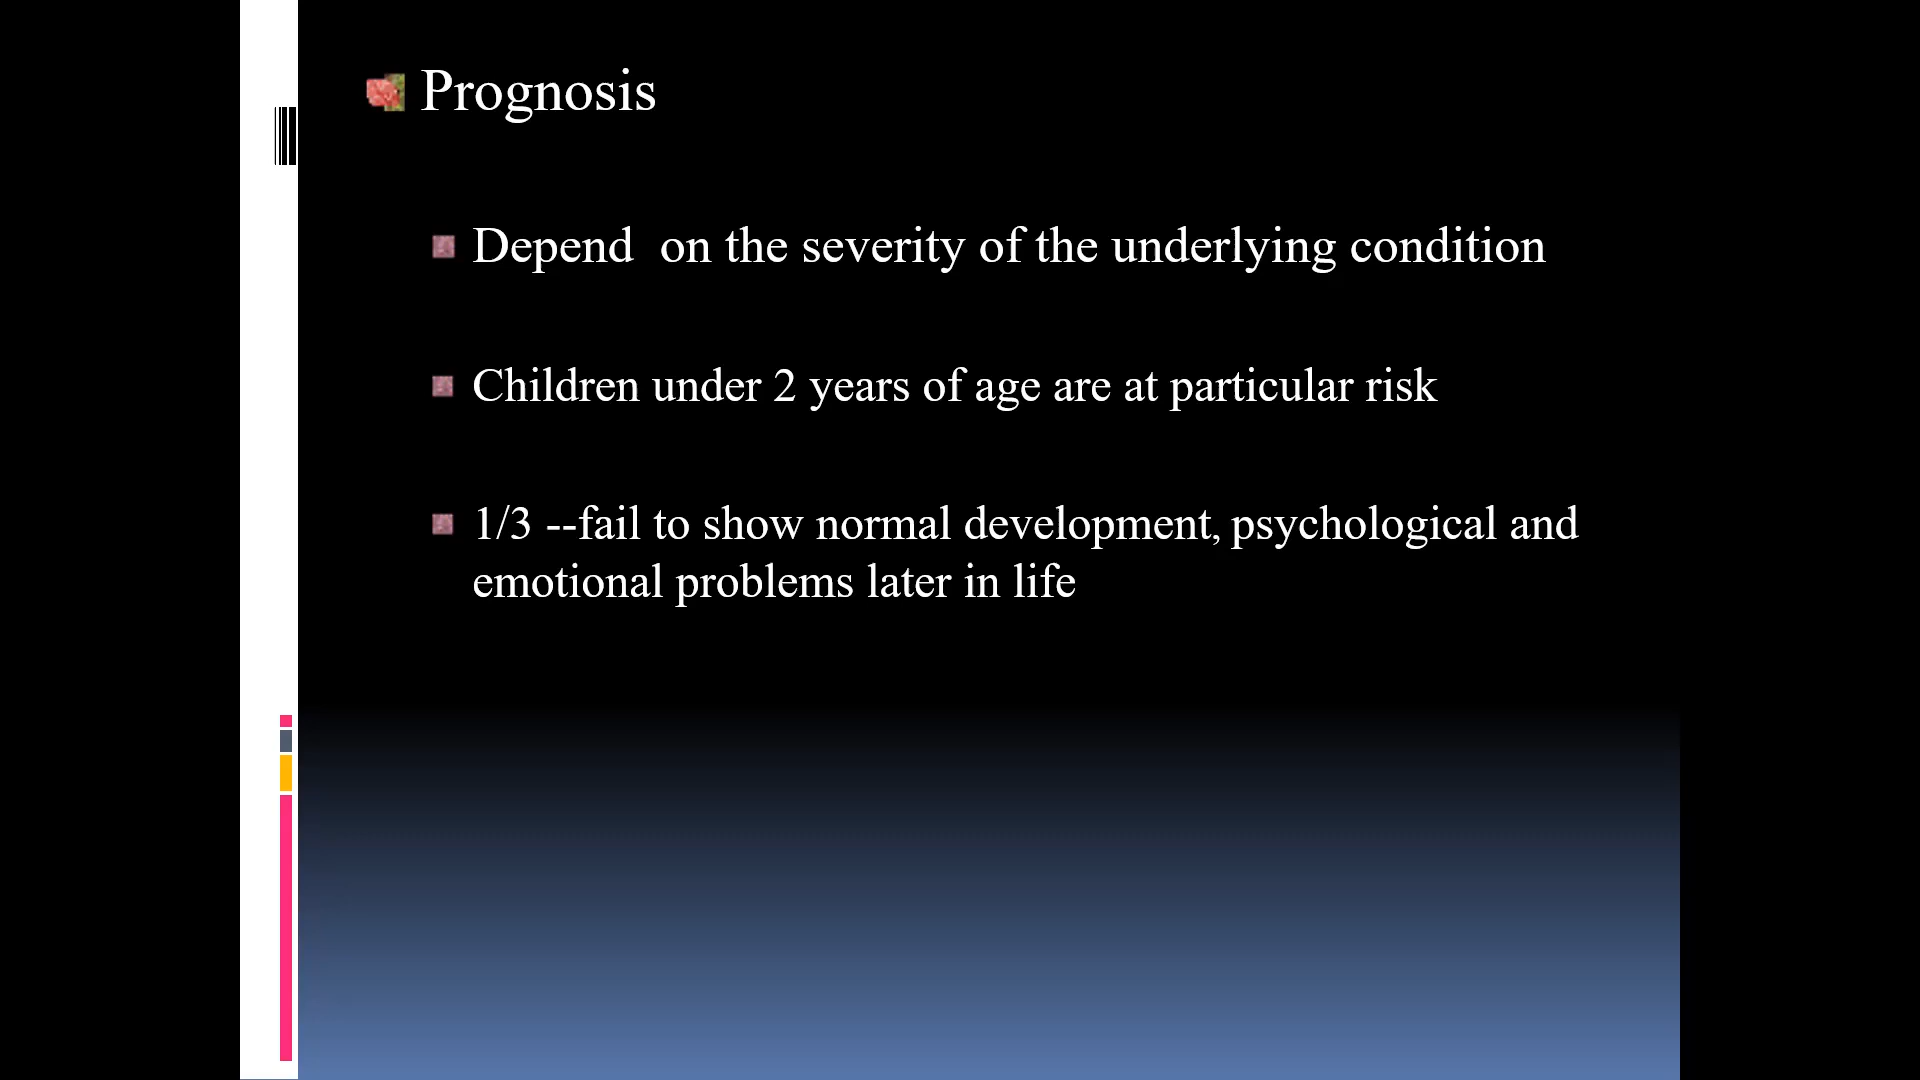 Prognosis
Depend  on the severity of the underlying condition
Children under 2 years of age are at particular risk
1/3 --fail to show normal development, psychological and
emotional problems later in life